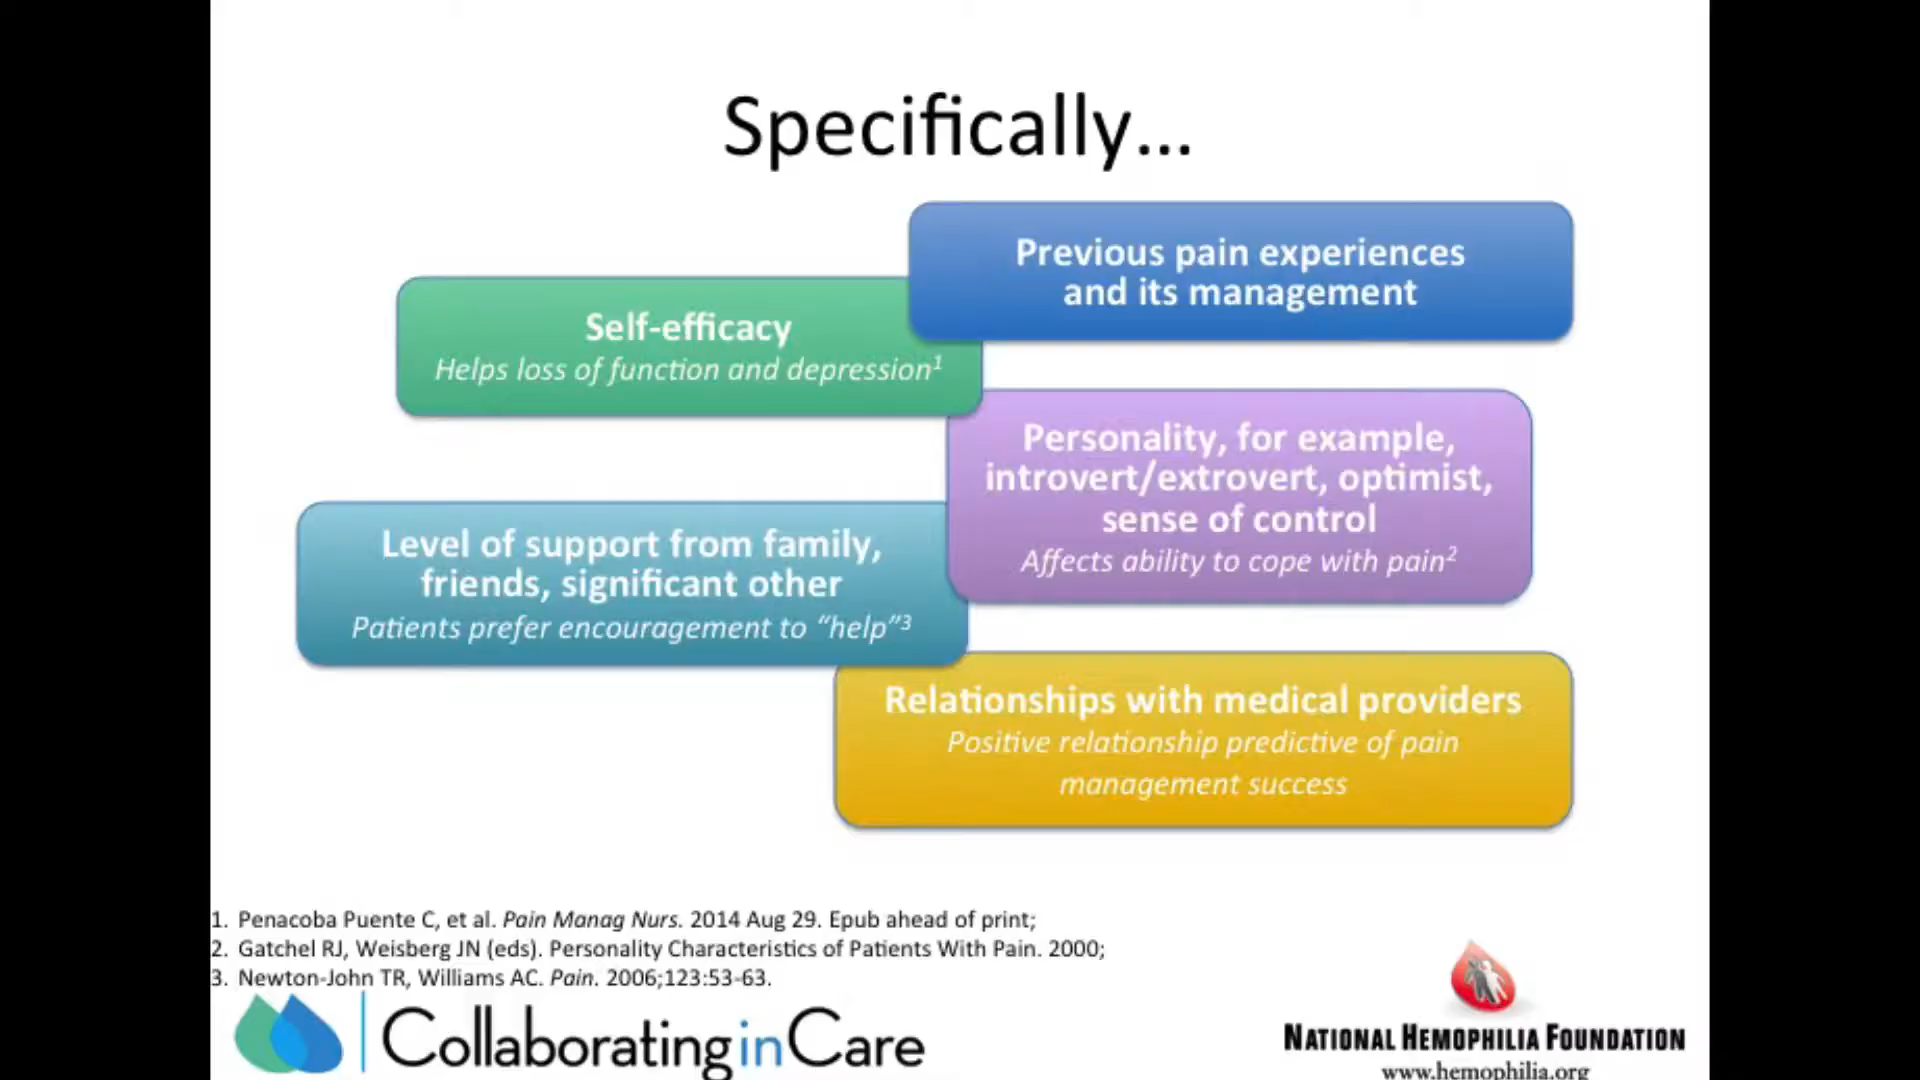 Specifically...
Previous pain experiences
and its management
Self-efficacy
Helps loss of function and depression1
Personality, for example,
introvert/extrovert, optimist,
sense of control
Affects ability to cope with pain2
Level of support from family,
friends, significant other
Patients prefer encouragement to “help”3
Relationships with medical providers
Positive relationship predictive of pain
management success
1. Penacoba Puente C, et al. Pain Manag Nurs. 2014 Aug 29. Epub ahead of print;
2. Gatchel RJ, Weisberg JN (eds). Personality Characteristics of Patients With Pain. 2000;
3. Newton-John TR, Williams AC. Pain. 2006;123:53-63.
CollaboratinginCare
NATIONAL HEMOPHILIA FOUNDATION
www.hemophilia.org